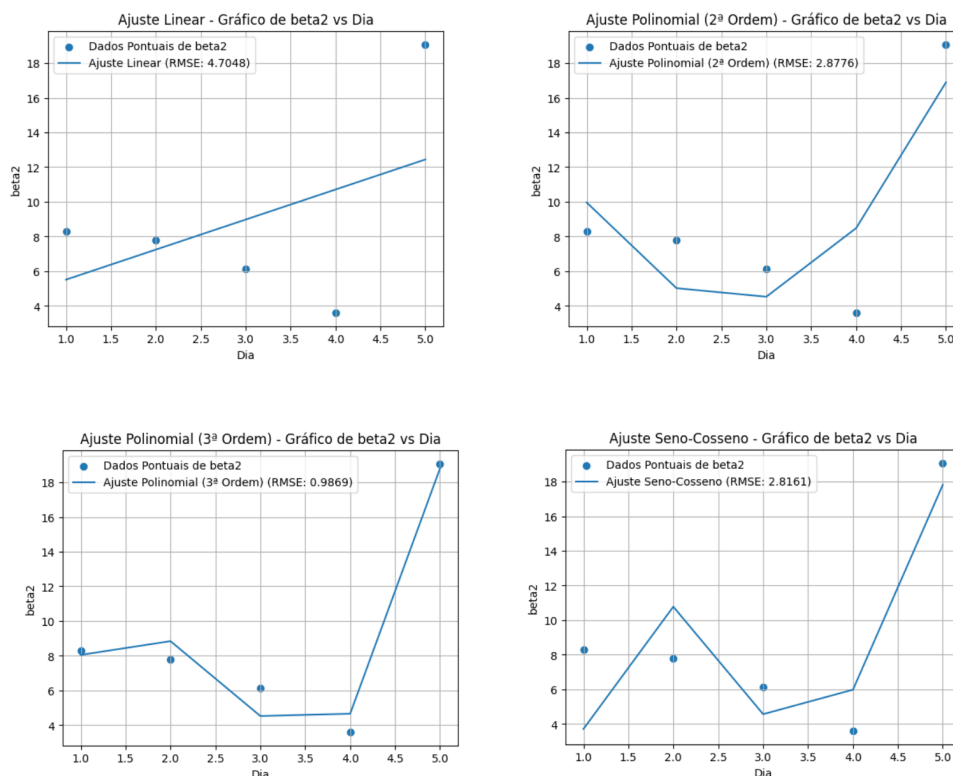 Ajuste Linear - Gráfico de beta2 vs Dia
Dados Pontuais de beta2
Ajuste Linear (RMSE: 4.7048)
18
16
14
12
10
8
6
4
beta2
1.0 1.5 2.0 2.5 3.0 3.5 4.0 4.5 5.0
Dia
Ajuste Polinomial (2ª Ordem) - Gráfico de beta2 vs Dia
Dados Pontuais de beta2
Ajuste Polinomial (2ª Ordem) (RMSE: 2.8776)
18
16
14
12
10
8
6
4
beta2
1.0 1.5 2.0 2.5 3.0 3.5 4.0 4.5 5.0
Dia
Ajuste Polinomial (3ª Ordem) - Gráfico de beta2 vs Dia
Dados Pontuais de beta2
Ajuste Polinomial (3ª Ordem) (RMSE: 0.9869)
18
16
14
12
10
8
6
4
beta2
1.0 1.5 2.0 2.5 3.0 3.5 4.0 4.5 5.0
Dia
Ajuste Seno-Cosseno - Gráfico de beta2 vs Dia
Dados Pontuais de beta2
Ajuste Seno-Cosseno (RMSE: 2.8161)
18
16
14
12
10
8
6
4
beta2
1.0 1.5 2.0 2.5 3.0 3.5 4.0 4.5 5.0
Dia